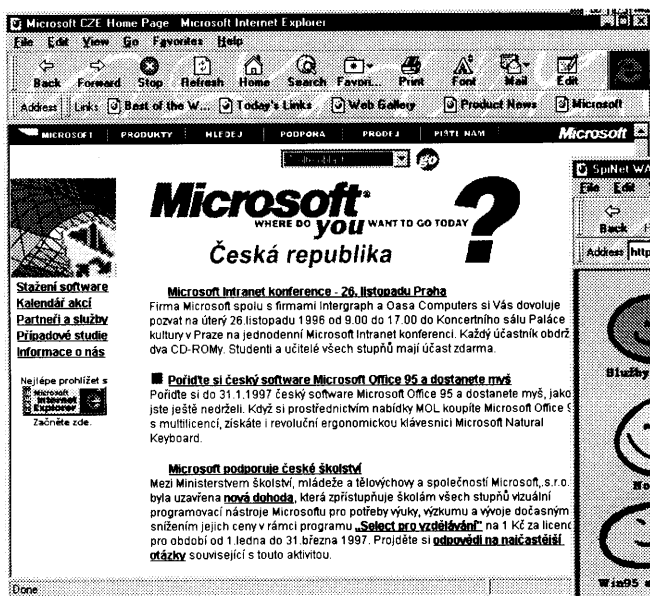 Microsoft CZE Home Page Microsoft Internet Explorer
File Edit View Go Favorites Help
Back Forward Stop Refresh Home Search Favori... Print Font Mail Edit
Address Links Best of the W... Today's Links Web Gallery Product News Microsoft
MICROSOFT PRODUKTY HLEDEJ PODPORA PRODEJ PIŠTE NÁM Microsoft
go
Microsoft®
WHERE DO you WANT TO GO TODAY ?
Česká republika
Stažení software
Kalendář akcí
Partneři a služby
Případové studie
Informace o nás
Nejlépe prohlížet s
Microsoft
Internet
Explorer
Začněte zde.
Microsoft Intranet konference - 26. listopadu Praha
Firma Microsoft spolu s firmami Intergraph a Oasa Computers si Vás dovoluje
pozvat na úterý 26.listopadu 1996 od 9.00 do 17.00 do Koncertního sálu Paláce
kultury v Praze na jednodenní Microsoft Intranet konferenci. Každý účastník obdrž
dva CD-ROMy. Studenti a učitelé všech stupňů mají účast zdarma.
Pořiďte si český software Microsoft Office 95 a dostanete myš
Pořiďte si do 31.1.1997 český software Microsoft Office 95 a dostanete myš, jako
jste ještě nedrželi. Když si prostřednictvím nabídky MOL koupíte Microsoft Office 9
s multilicencí, získáte i revoluční ergonomickou klávesnici Microsoft Natural
Keyboard.
Microsoft podporuje české školství
Mezi Ministerstvem školství, mládeže a tělovýchovy a společností Microsoft,.s.r.o.
byla uzavřena nová dohoda, která zpřístupňuje školám všech stupňů vizuální
programovací nástroje Microsoftu pro potřeby výuky, výzkumu a vývoje dočasným
snížením jejich ceny v rámci programu „Select pro vzdělávání" na 1 Kč za licenc
pro období od 1.ledna do 31.března 1997. Projděte si odpovědi na najčastější
otázky související s touto aktivitou.
Done
SpiNet WA
File Edit
Back
Address http
Služby
No
Win95 a